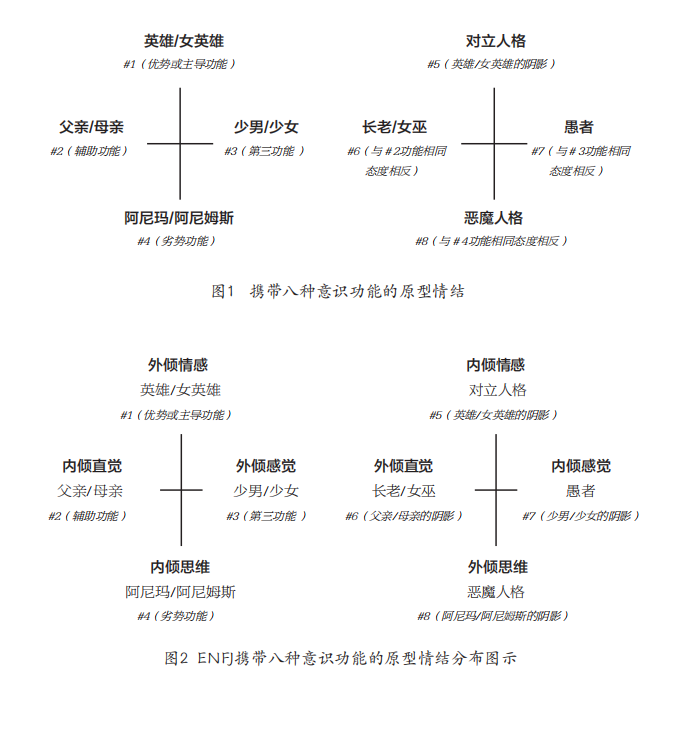 英雄/女英雄
#1（优势或主导功能）
对立人格
#5（英雄/女英雄的阴影）
父亲/母亲
#2（辅助功能）
少男/少女
#3（第三功能 ）
长老/女巫
#6（与＃2功能相同
态度相反）
愚者
#7（与＃3功能相同
态度相反）
阿尼玛/阿尼姆斯
#4（劣势功能）
恶魔人格
#8（与＃4功能相同态度相反）
图1 携带八种意识功能的原型情结
外倾情感
英雄/女英雄
#1（优势或主导功能）
内倾情感
对立人格
#5（英雄/女英雄的阴影）
内倾直觉
父亲/母亲
#2（辅助功能）
外倾感觉
少男/少女
#3（第三功能 ）
外倾直觉
长老/女巫
#6（父亲/母亲的阴影）
内倾感觉
愚者
#7（少男/少女的阴影）
内倾思维
阿尼玛/阿尼姆斯
#4（劣势功能）
外倾思维
恶魔人格
#8（阿尼玛/阿尼姆斯的阴影）
图2 ENFJ携带八种意识功能的原型情结分布图示